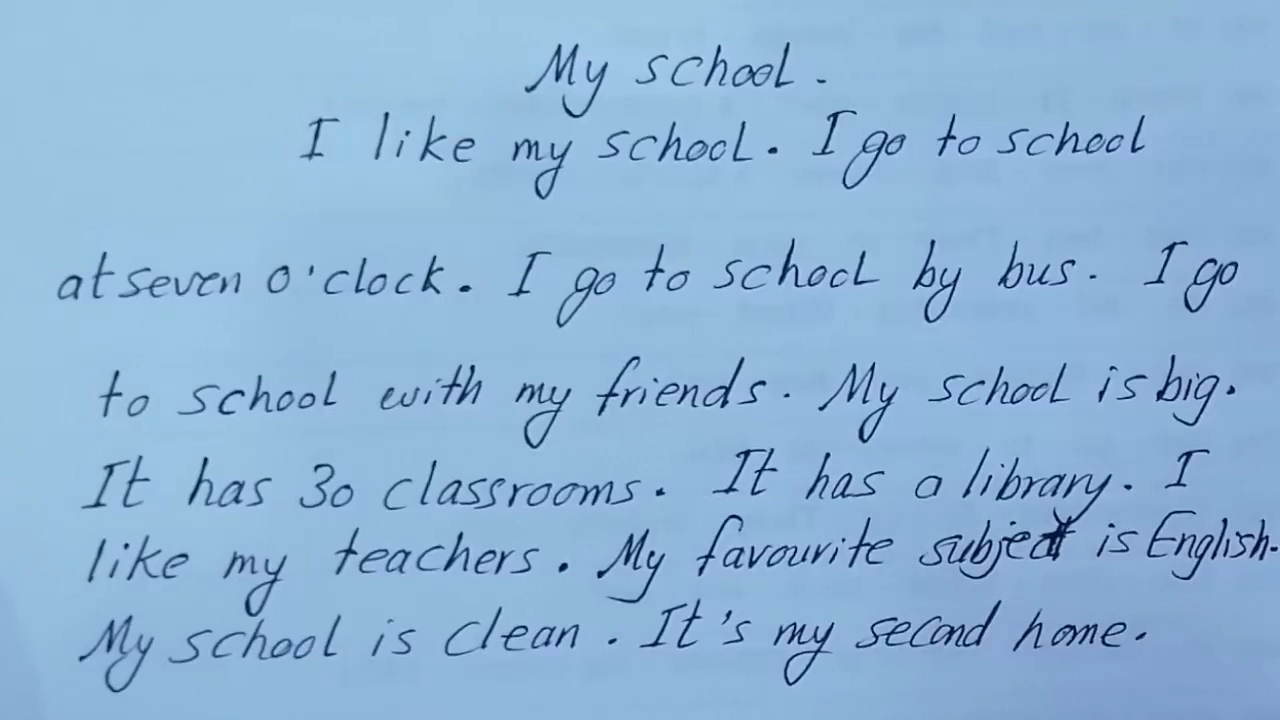 My school.
I like my school. I go to school
at seven o'clock. I go to school by bus. I go
to school with my friends. My school is big.
It has 30 classrooms. It has a library. I
like my teachers. My favourite subject is English.
My school is clean. It's my second home.